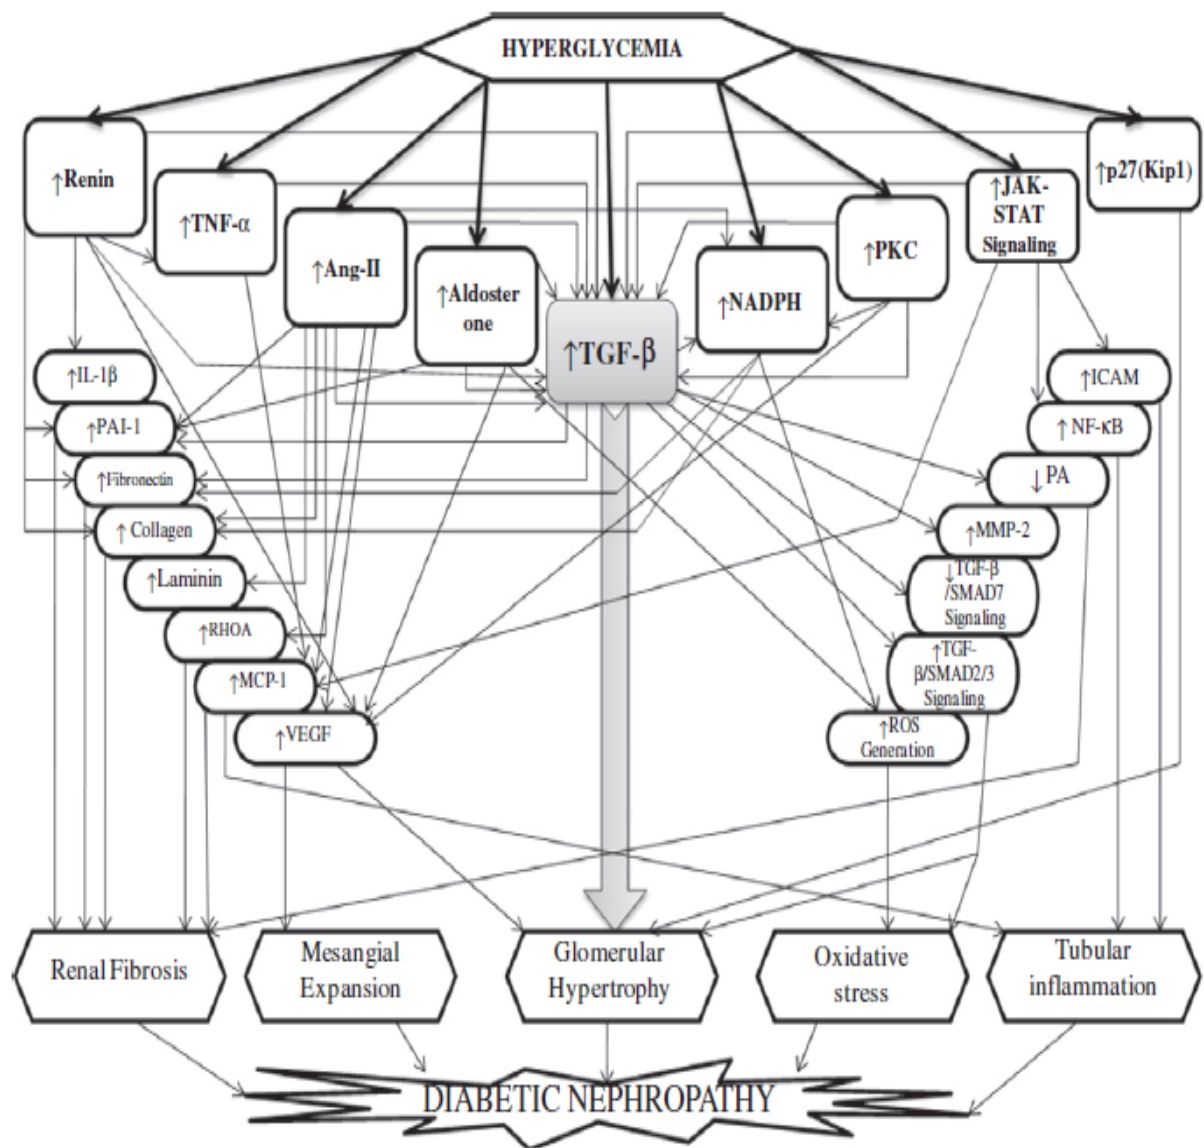 HYPERGLYCEMIA
↑Renin
↑TNF-α
↑Ang-II
↑Aldoster
one
↑TGF-β
↑NADPH
↑PKC
↑JAK-
STAT
Signaling
↑p27(Kip1)
↑IL-1β
↑PAI-1
↑Fibronectin
↑ Collagen
↑Laminin
↑RHOA
↑MCP-1
↑VEGF
↑ICAM
↑ NF-κB
↓ PA
↑MMP-2
↓TGF-β
/SMAD7
Signaling
↑TGF-
β/SMAD2/3
Signaling
↑ROS
Generation
Renal Fibrosis
Mesangial
Expansion
Glomerular
Hypertrophy
Oxidative
stress
Tubular
inflammation
DIABETIC NEPHROPATHY